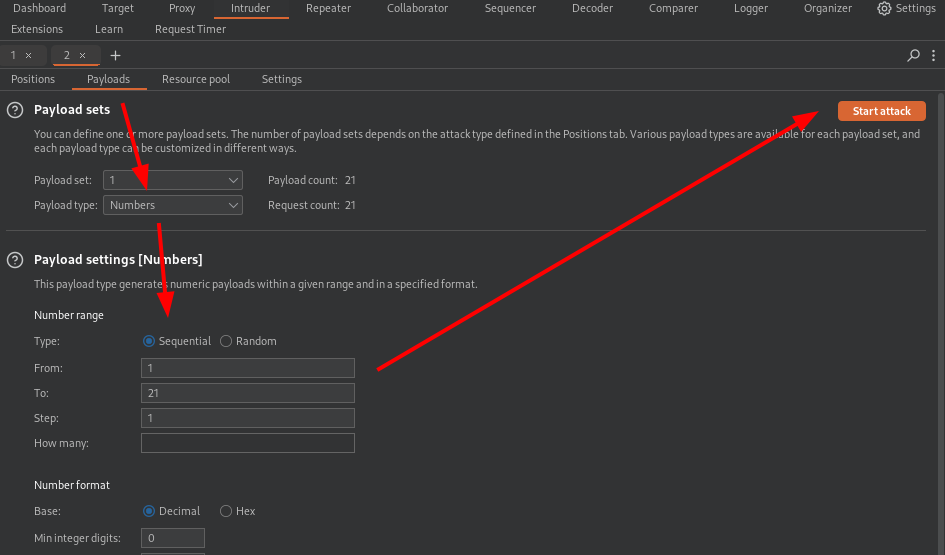 Dashboard Target Proxy Intruder Repeater Collaborator Sequencer Decoder Comparer Logger Organizer Settings
Extensions Learn Request Timer
1 × 2 × +
Positions Payloads Resource pool Settings
? Payload sets Start attack
You can define one or more payload sets. The number of payload sets depends on the attack type defined in the Positions tab. Various payload types are available for each payload set, and
each payload type can be customized in different ways.
Payload set: 1 Payload count: 21
Payload type: Numbers Request count: 21
? Payload settings [Numbers]
This payload type generates numeric payloads within a given range and in a specified format.
Number range
Type: Sequential Random
From: 1
To: 21
Step: 1
How many:
Number format
Base: Decimal Hex
Min integer digits: 0